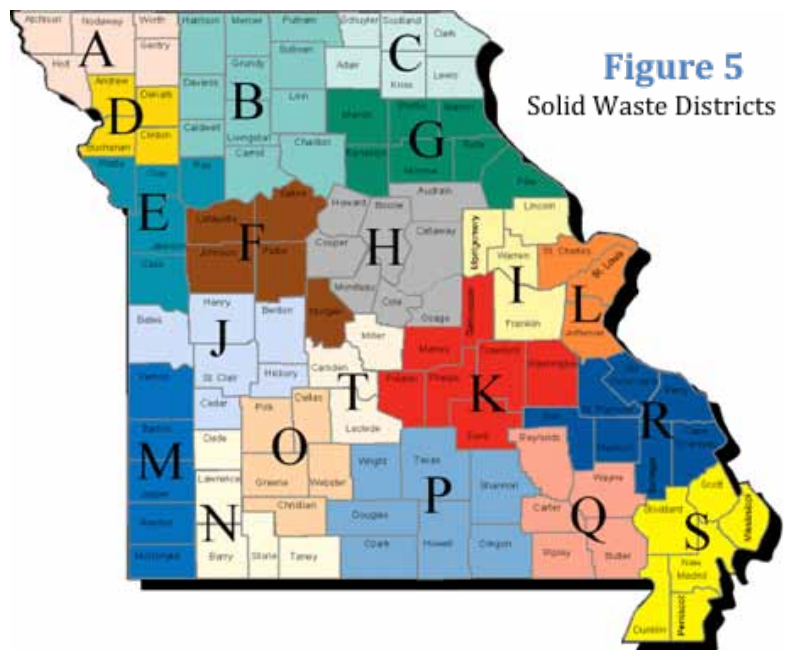 Figure 5
Solid Waste Districts
Atchison
Nodaway
Worth
Harrison
Mercer
Putnam
Schuyler
Scotland
Clark
A
Gentry
Sullivan
C
Holt
Grundy
Adair
Knox
Lewis
Andrew
Daviess
B
Linn
D
Dekalb
Macon
Shelby
Marion
Clinton
Caldwell
Livingston
G
Ralls
Buchanan
Carroll
Chariton
Randolph
Monroe
Platte
Clay
Ray
Pike
Saline
Audrain
E
Lafayette
Howard
Boone
Lincoln
F
Callaway
Montgomery
Jackson
Johnson
Pettis
Cooper
H
Warren
St. Charles
St. Louis
Cass
Moniteau
I
Henry
Benton
Morgan
Cole
Osage
Gasconade
Franklin
L
Jefferson
Bates
J
Miller
Maries
Crawford
Washington
St. Clair
Hickory
Camden
Vernon
T
Pulaski
Phelps
K
Perry
Cedar
Polk
Dallas
Laclede
Dent
Iron
R
Barton
Dade
O
Reynolds
Madison
M
Wright
Texas
Lawrence
Greene
Webster
Shannon
Wayne
Bollinger
Scott
Jasper
P
Stoddard
Mississippi
Newton
N
Christian
Douglas
Carter
Q
S
McDonald
Barry
Stone
Taney
Ozark
Howell
Oregon
Ripley
Butler
New
Madrid
Dunklin
Pemiscot